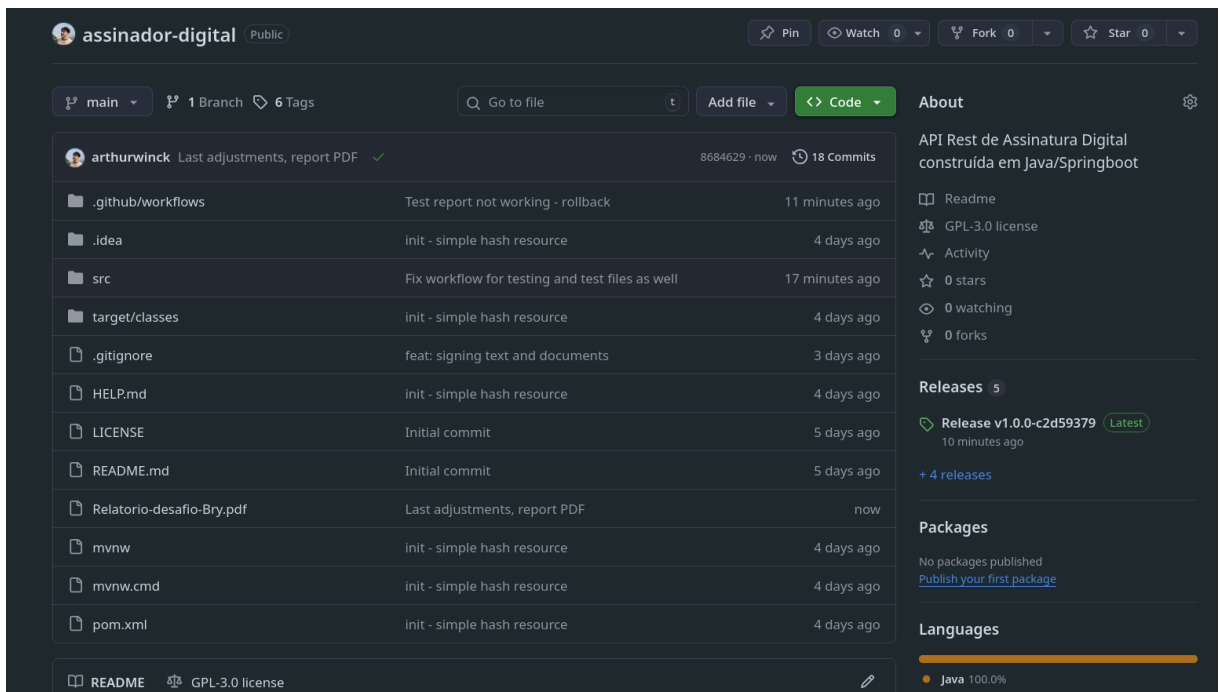 assinador-digital Public
Pin Watch 0 Fork 0 Star 0
main 1 Branch 6 Tags Go to file t Add file Code
arthurwinck Last adjustments, report PDF 8684629 · now 18 Commits
.github/workflows Test report not working - rollback 11 minutes ago
.idea init - simple hash resource 4 days ago
src Fix workflow for testing and test files as well 17 minutes ago
target/classes init - simple hash resource 4 days ago
.gitignore feat: signing text and documents 3 days ago
HELP.md init - simple hash resource 4 days ago
LICENSE Initial commit 5 days ago
README.md Initial commit 5 days ago
Relatorio-desafio-Bry.pdf Last adjustments, report PDF now
mvnw init - simple hash resource 4 days ago
mvnw.cmd init - simple hash resource 4 days ago
pom.xml init - simple hash resource 4 days ago
README GPL-3.0 license
About
API Rest de Assinatura Digital
construída em Java/Springboot
Readme
GPL-3.0 license
Activity
0 stars
0 watching
0 forks
Releases 5
Release v1.0.0-c2d59379 Latest
10 minutes ago
+ 4 releases
Packages
No packages published
Publish your first package
Languages
Java 100.0%